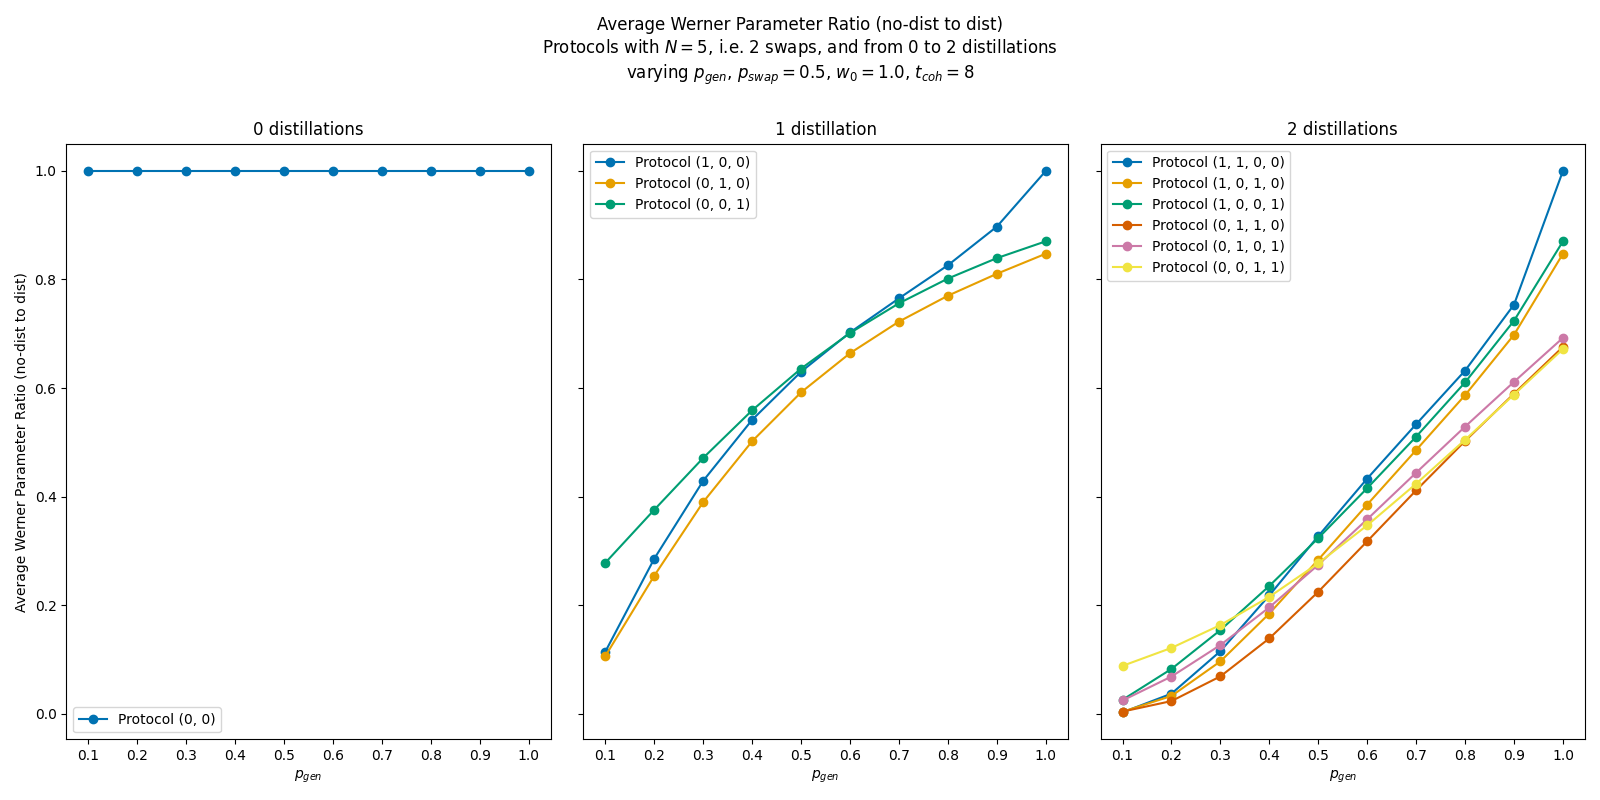 Average Werner Parameter Ratio (no-dist to dist)
Protocols with N = 5, i.e. 2 swaps, and from 0 to 2 distillations
varying p_gen, p_swap = 0.5, w_0 = 1.0, t_coh = 8
0 distillations
1 distillation
2 distillations
Average Werner Parameter Ratio (no-dist to dist)
1.0
0.8
0.6
0.4
0.2
0.0
Protocol (0, 0)
0.1 0.2 0.3 0.4 0.5 0.6 0.7 0.8 0.9 1.0
p_gen
Protocol (1, 0, 0)
Protocol (0, 1, 0)
Protocol (0, 0, 1)
0.1 0.2 0.3 0.4 0.5 0.6 0.7 0.8 0.9 1.0
p_gen
Protocol (1, 1, 0, 0)
Protocol (1, 0, 1, 0)
Protocol (1, 0, 0, 1)
Protocol (0, 1, 1, 0)
Protocol (0, 1, 0, 1)
Protocol (0, 0, 1, 1)
0.1 0.2 0.3 0.4 0.5 0.6 0.7 0.8 0.9 1.0
p_gen